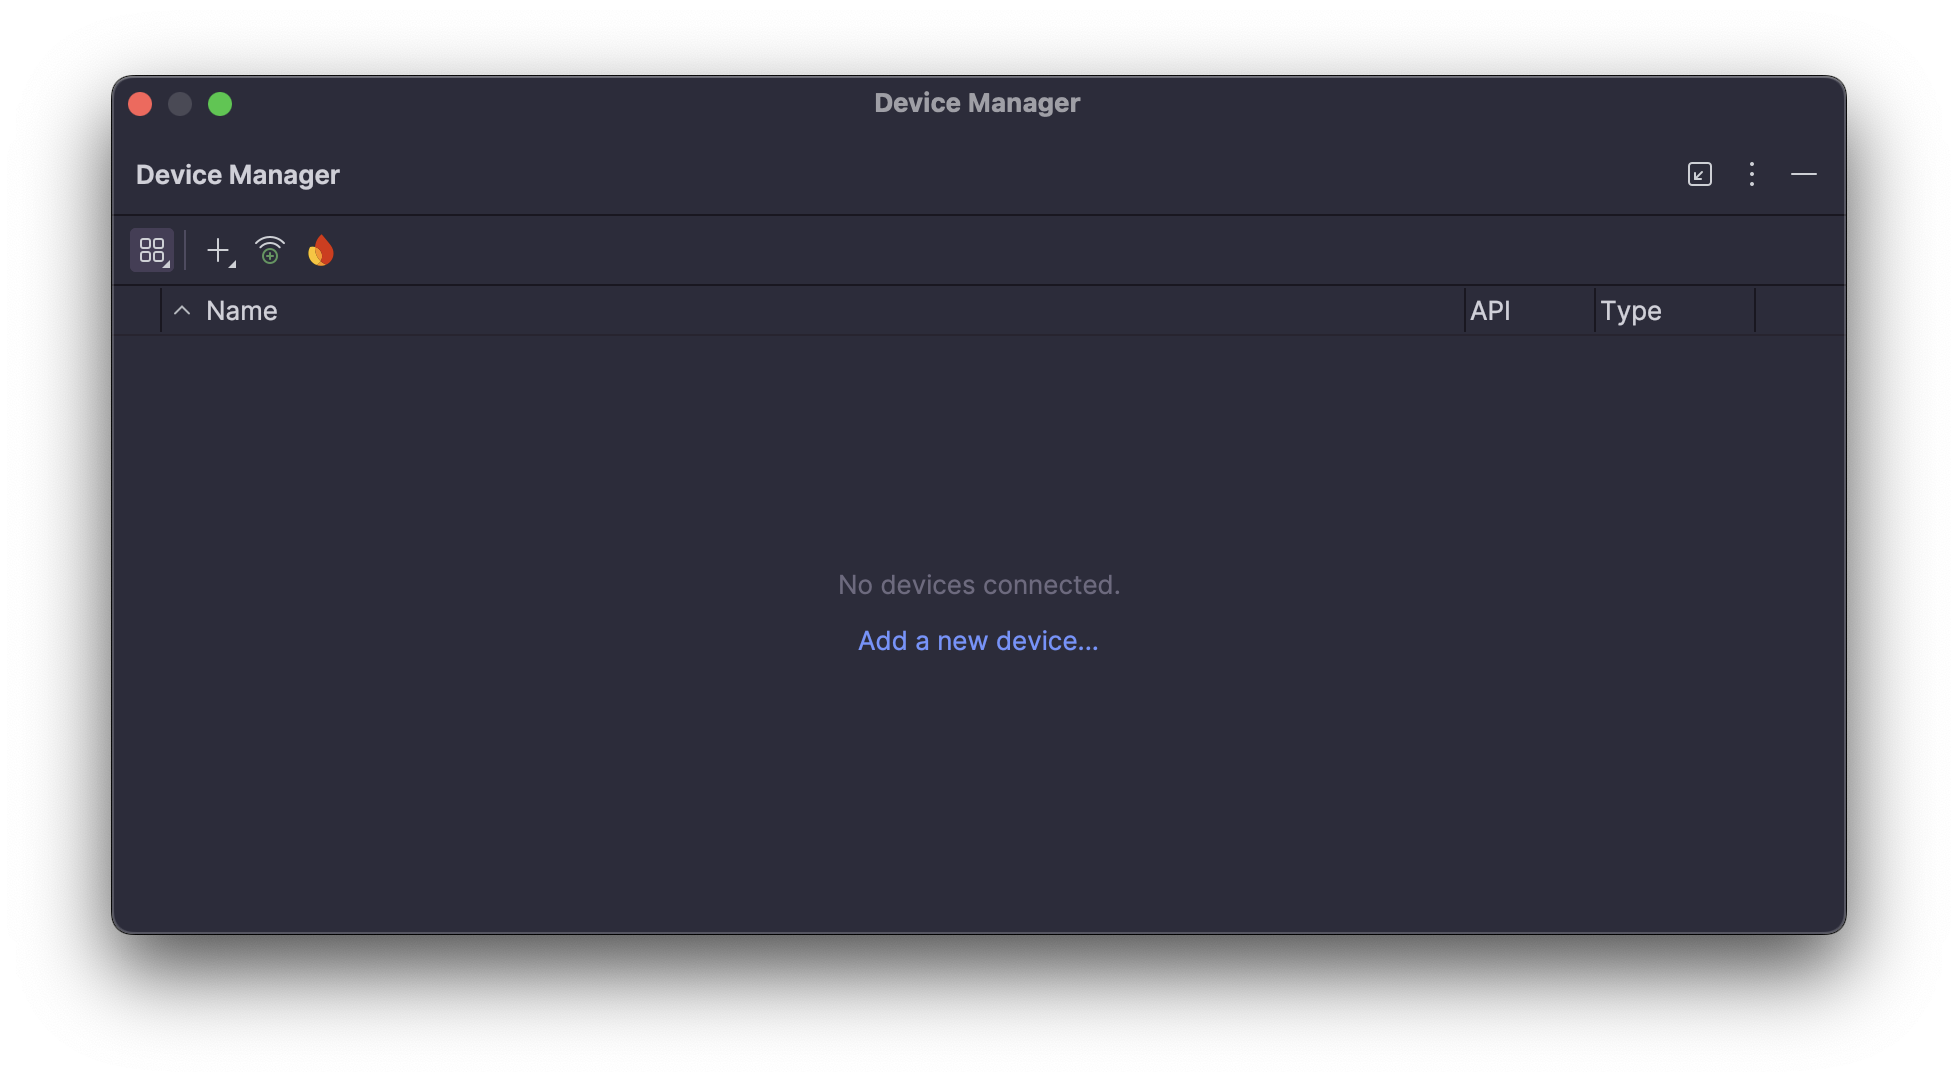 Device Manager
Device Manager
Name API Type
No devices connected.
Add a new device...